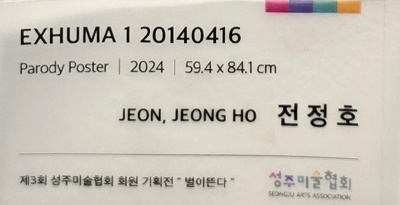 EXHUMA 1 20140416
Parody Poster | 2024 | 59.4 x 84.1 cm
JEON, JEONG HO 전정호
제3회 성주미술협회 회원 기획전 " 별이뜬다 "
성주미술협회
SEONGJU ARTS ASSOCIATION